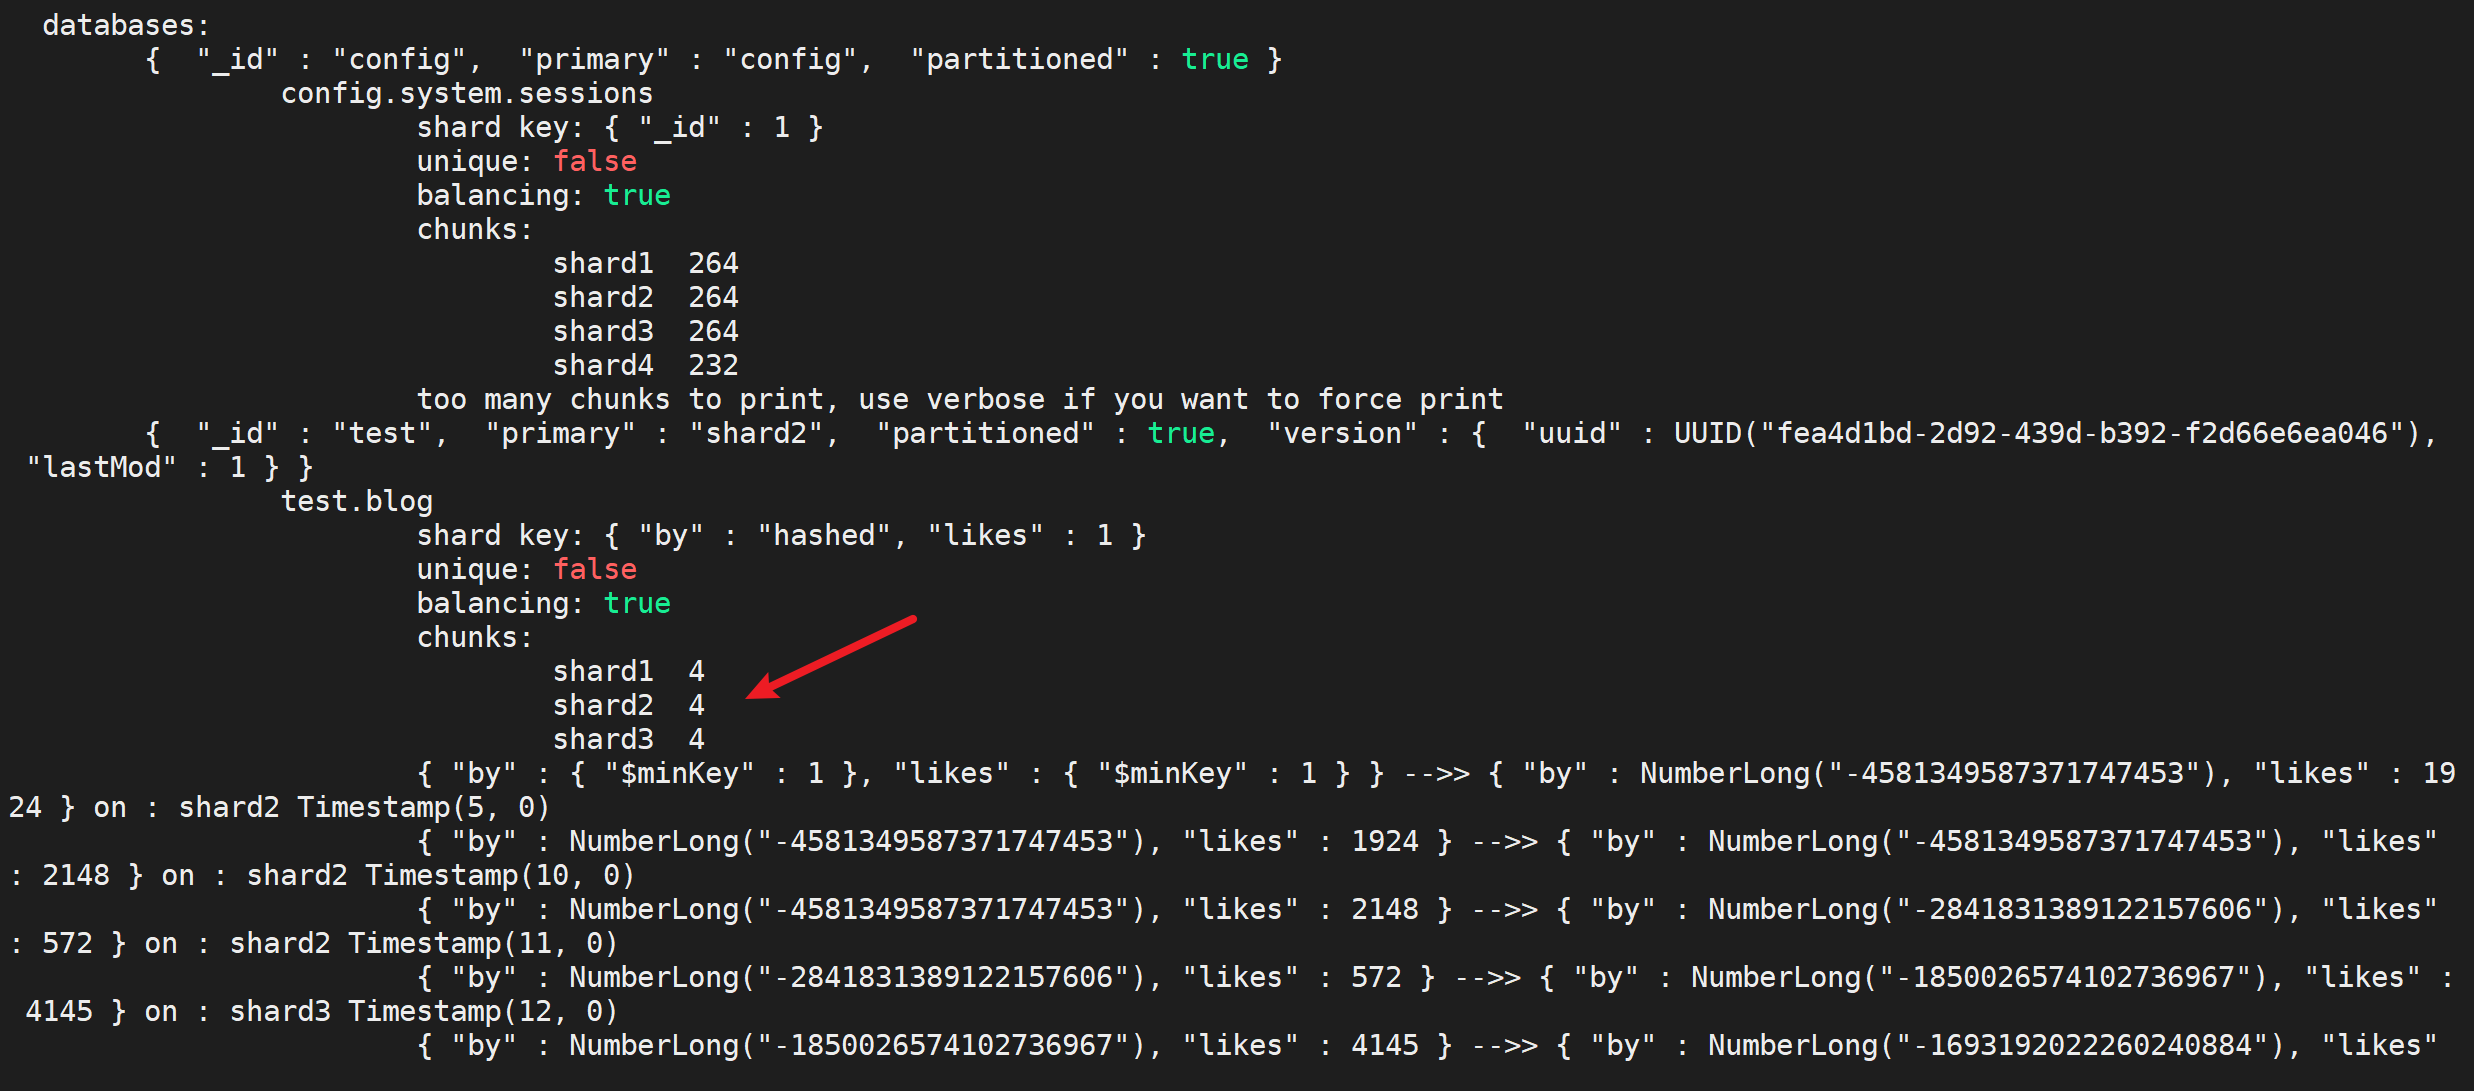 databases:
{  "_id" : "config",  "primary" : "config",  "partitioned" : true }
config.system.sessions
shard key: { "_id" : 1 }
unique: false
balancing: true
chunks:
shard1  264
shard2  264
shard3  264
shard4  232
too many chunks to print, use verbose if you want to force print
{  "_id" : "test",  "primary" : "shard2",  "partitioned" : true,  "version" : {  "uuid" : UUID("fea4d1bd-2d92-439d-b392-f2d66e6ea046"),
"lastMod" : 1 } }
test.blog
shard key: { "by" : "hashed", "likes" : 1 }
unique: false
balancing: true
chunks:
shard1  4
shard2  4
shard3  4
{ "by" : { "$minKey" : 1 }, "likes" : { "$minKey" : 1 } } -->> { "by" : NumberLong("-4581349587371747453"), "likes" : 19
24 } on : shard2 Timestamp(5, 0)
{ "by" : NumberLong("-4581349587371747453"), "likes" : 1924 } -->> { "by" : NumberLong("-4581349587371747453"), "likes"
: 2148 } on : shard2 Timestamp(10, 0)
{ "by" : NumberLong("-4581349587371747453"), "likes" : 2148 } -->> { "by" : NumberLong("-2841831389122157606"), "likes"
: 572 } on : shard2 Timestamp(11, 0)
{ "by" : NumberLong("-2841831389122157606"), "likes" : 572 } -->> { "by" : NumberLong("-1850026574102736967"), "likes" :
4145 } on : shard3 Timestamp(12, 0)
{ "by" : NumberLong("-1850026574102736967"), "likes" : 4145 } -->> { "by" : NumberLong("-1693192022260240884"), "likes"